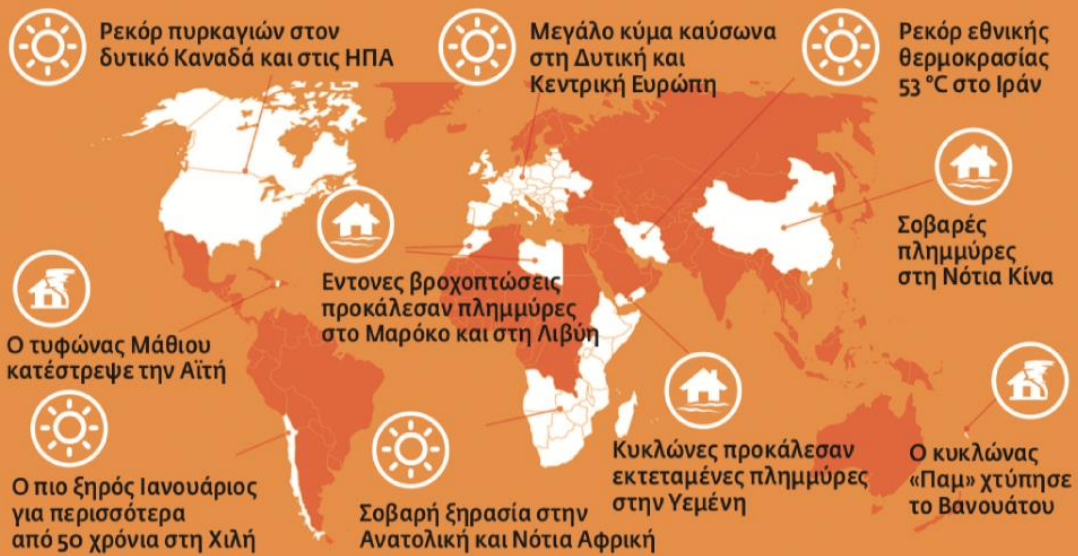 Ρεκόρ πυρκαγιών στον
δυτικό Καναδά και στις ΗΠΑ
Μεγάλο κύμα καύσωνα
στη Δυτική και
Κεντρική Ευρώπη
Ρεκόρ εθνικής
θερμοκρασίας
53 °C στο Ιράν
Σοβαρές
πλημμύρες
στη Νότια Κίνα
Εντονες βροχοπτώσεις
προκάλεσαν πλημμύρες
στο Μαρόκο και στη Λιβύη
Ο τυφώνας Μάθιου
κατέστρεψε την Αϊτή
Ο πιο ξηρός Ιανουάριος
για περισσότερα
από 50 χρόνια στη Χιλή
Σοβαρή ξηρασία στην
Ανατολική και Νότια Αφρική
Κυκλώνες προκάλεσαν
εκτεταμένες πλημμύρες
στην Υεμένη
Ο κυκλώνας
«Παμ» χτύπησε
το Βανουάτου